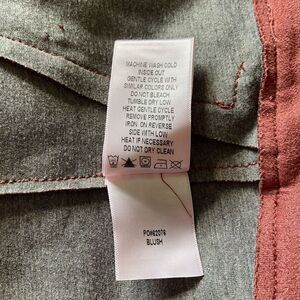 MACHINE WASH COLD
INSIDE OUT
GENTLE CYCLE WITH
SIMILAR COLORS ONLY
DO NOT BLEACH
TUMBLE DRY LOW
HEAT GENTLE CYCLE
REMOVE PROMPTLY
IRON ON REVERSE
SIDE WITH LOW
HEAT IF NECESSARY
DO NOT DRY CLEAN
PO#62076
BLUSH